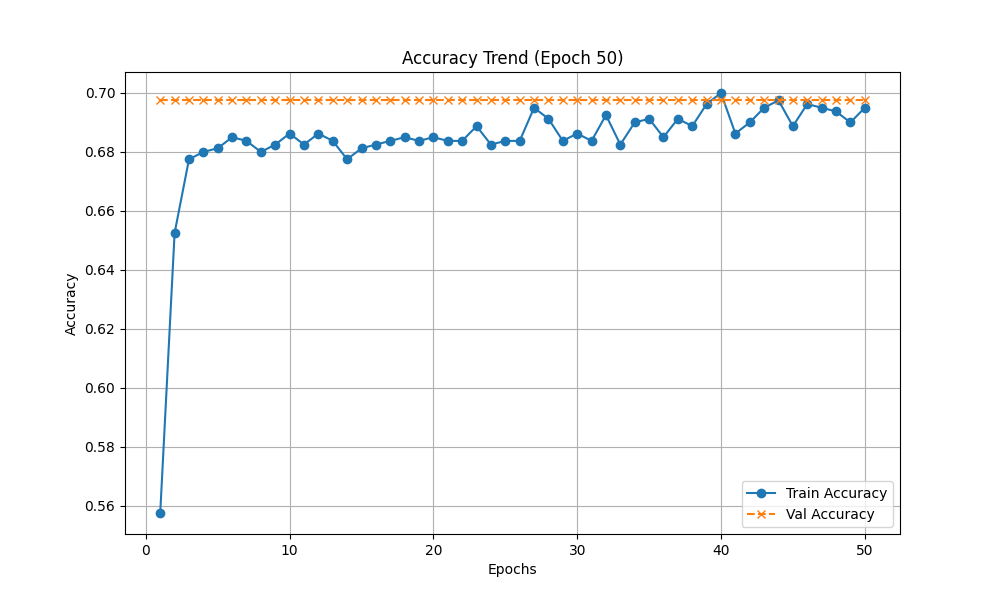 Accuracy Trend (Epoch 50)
0.70
0.68
0.66
0.64
0.62
0.60
0.58
0.56
Accuracy
0 10 20 30 40 50
Epochs
Train Accuracy
Val Accuracy